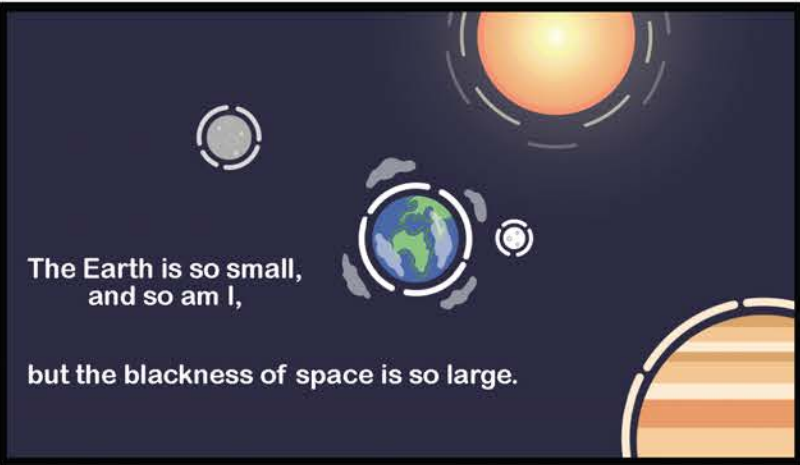 The Earth is so small,
and so am I,
but the blackness of space is so large.